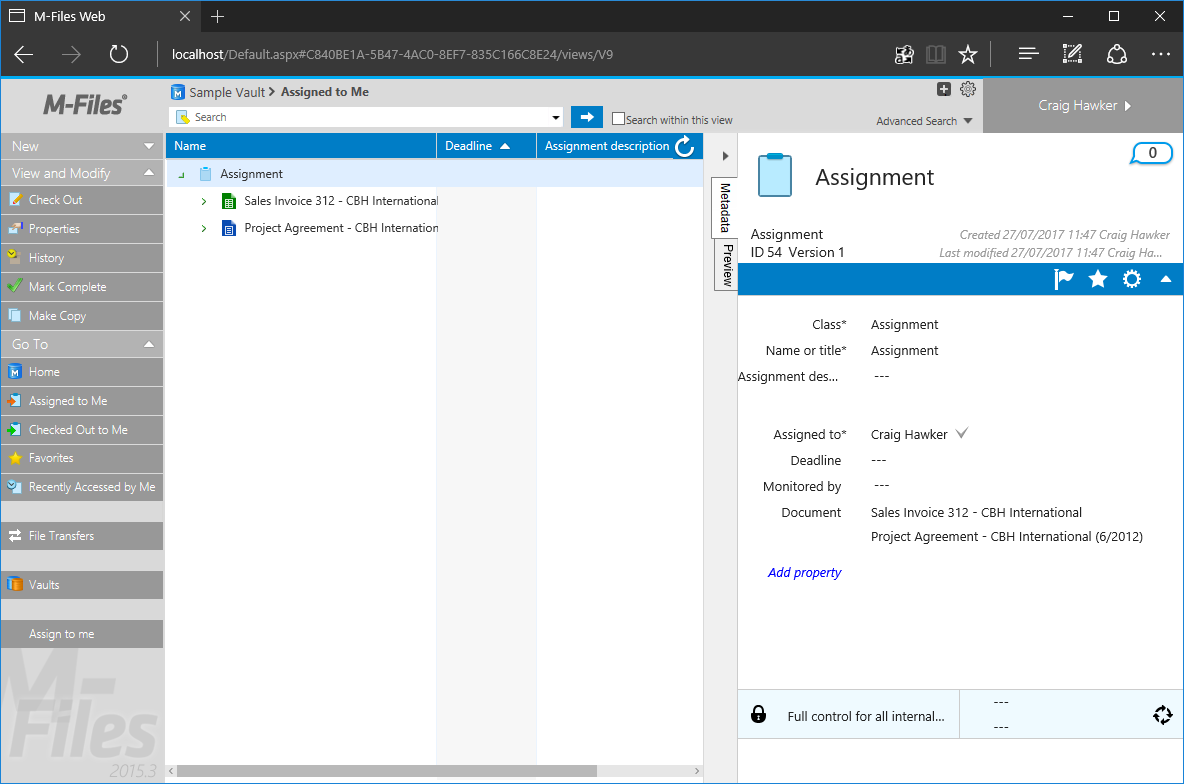 M-Files Web
localhost/Default.aspx#C840BE1A-5B47-4AC0-8EF7-835C166C8E24/views/V9
M-Files®
Sample Vault > Assigned to Me
Search
Search within this view
Advanced Search
Craig Hawker
New
View and Modify
Check Out
Properties
History
Mark Complete
Make Copy
Go To
Home
Assigned to Me
Checked Out to Me
Favorites
Recently Accessed by Me
File Transfers
Vaults
Assign to me
M-Files
2015.3
Name Deadline Assignment description
Assignment
Sales Invoice 312 - CBH International
Project Agreement - CBH Internation
Metadata
Preview
Assignment
0
Assignment
ID 54 Version 1
Created 27/07/2017 11:47 Craig Hawker
Last modified 27/07/2017 11:47 Craig Ha...
Class* Assignment
Name or title* Assignment
Assignment des... ---
Assigned to* Craig Hawker
Deadline ---
Monitored by ---
Document Sales Invoice 312 - CBH International
Project Agreement - CBH International (6/2012)
Add property
Full control for all internal...
---
---